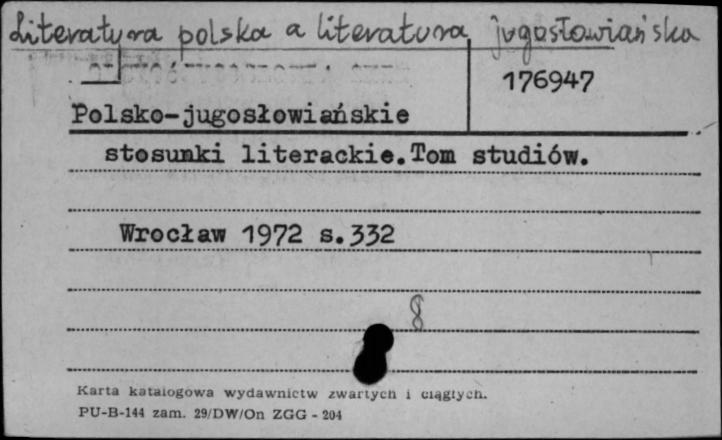 Literatura polska a literatura jugosłowiańska
176947
Polsko-jugosłowiańskie
stosunki literackie.Tom studiów.
Wrocław 1972 s.332
8
Karta katalogowa wydawnictw zwartych i ciągłych.
PU-B-144 zam. 29/DW/On ZGG - 204